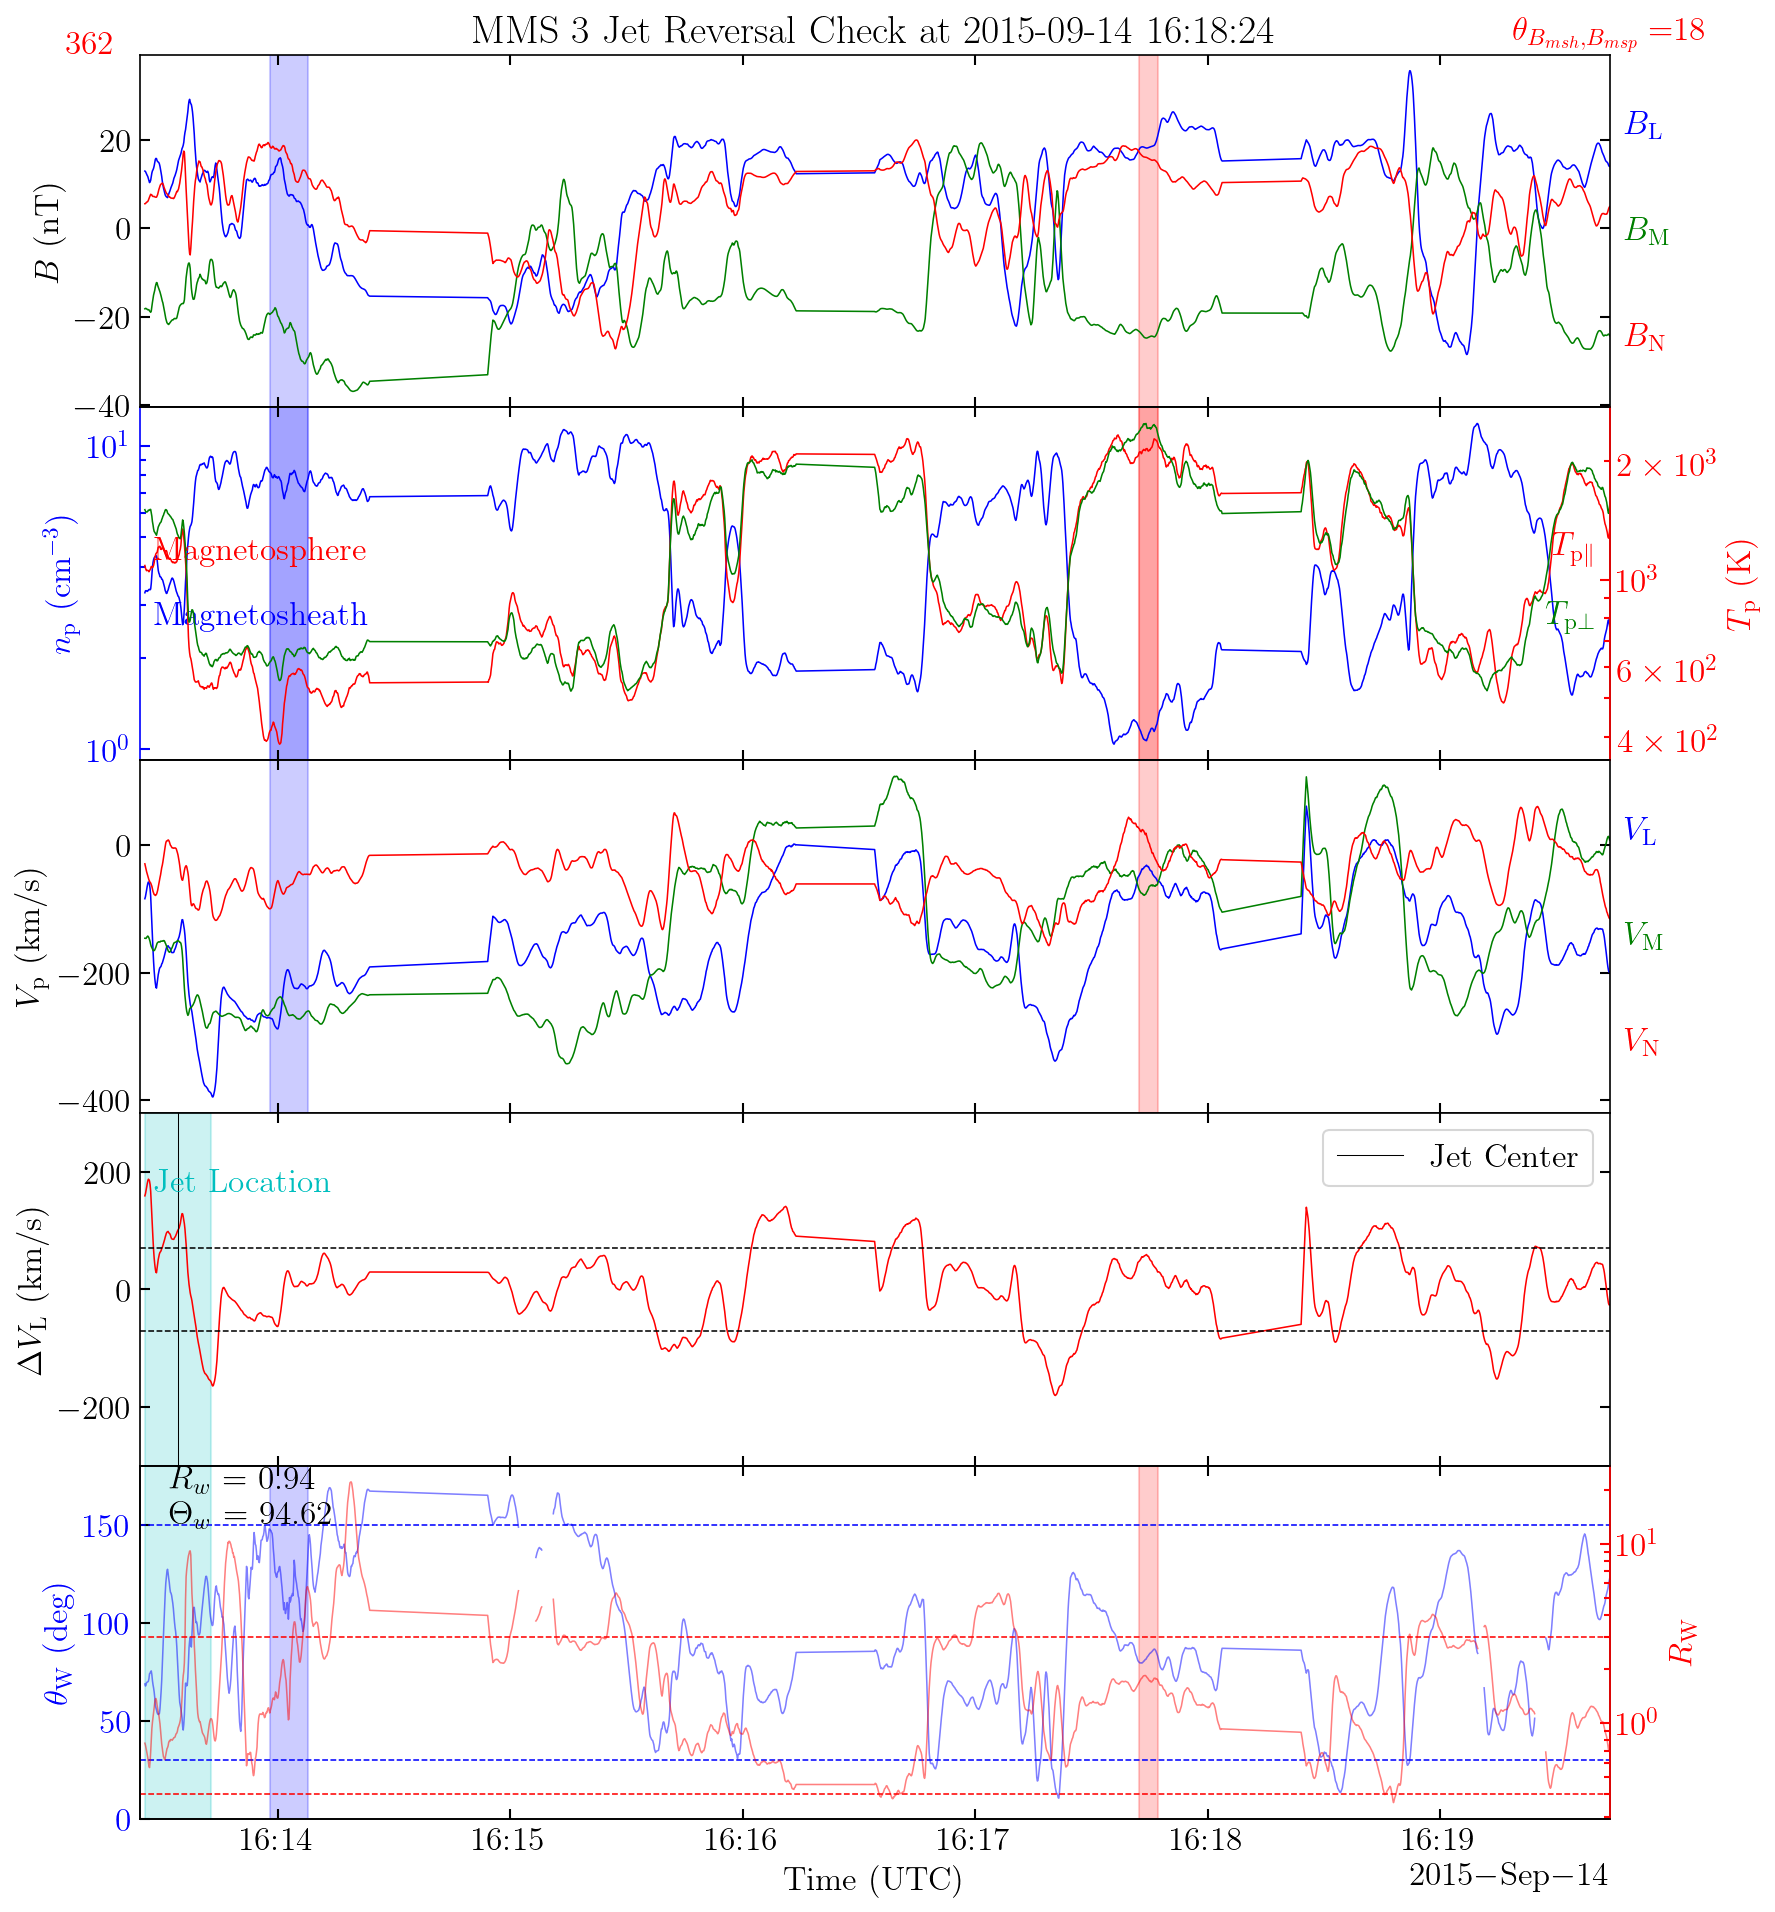 MMS 3 Jet Reversal Check at 2015-09-14 16:18:24
362
θ_{B_{msh},B_{msp}} =18
20
0
−20
−40
B (nT)
B_L
B_M
B_N
10^1
10^0
n_p (cm^{−3})
Magnetosphere
Magnetosheath
T_{p∥}
T_{p⊥}
2 × 10^3
10^3
6 × 10^2
4 × 10^2
T_p (K)
0
−200
−400
V_p (km/s)
V_L
V_M
V_N
200
0
−200
ΔV_L (km/s)
Jet Location
Jet Center
R_w = 0.94
Θ_w = 94.62
150
100
50
0
θ_W (deg)
10^1
10^0
R_W
16:14 16:15 16:16 16:17 16:18 16:19
Time (UTC)
2015−Sep−14